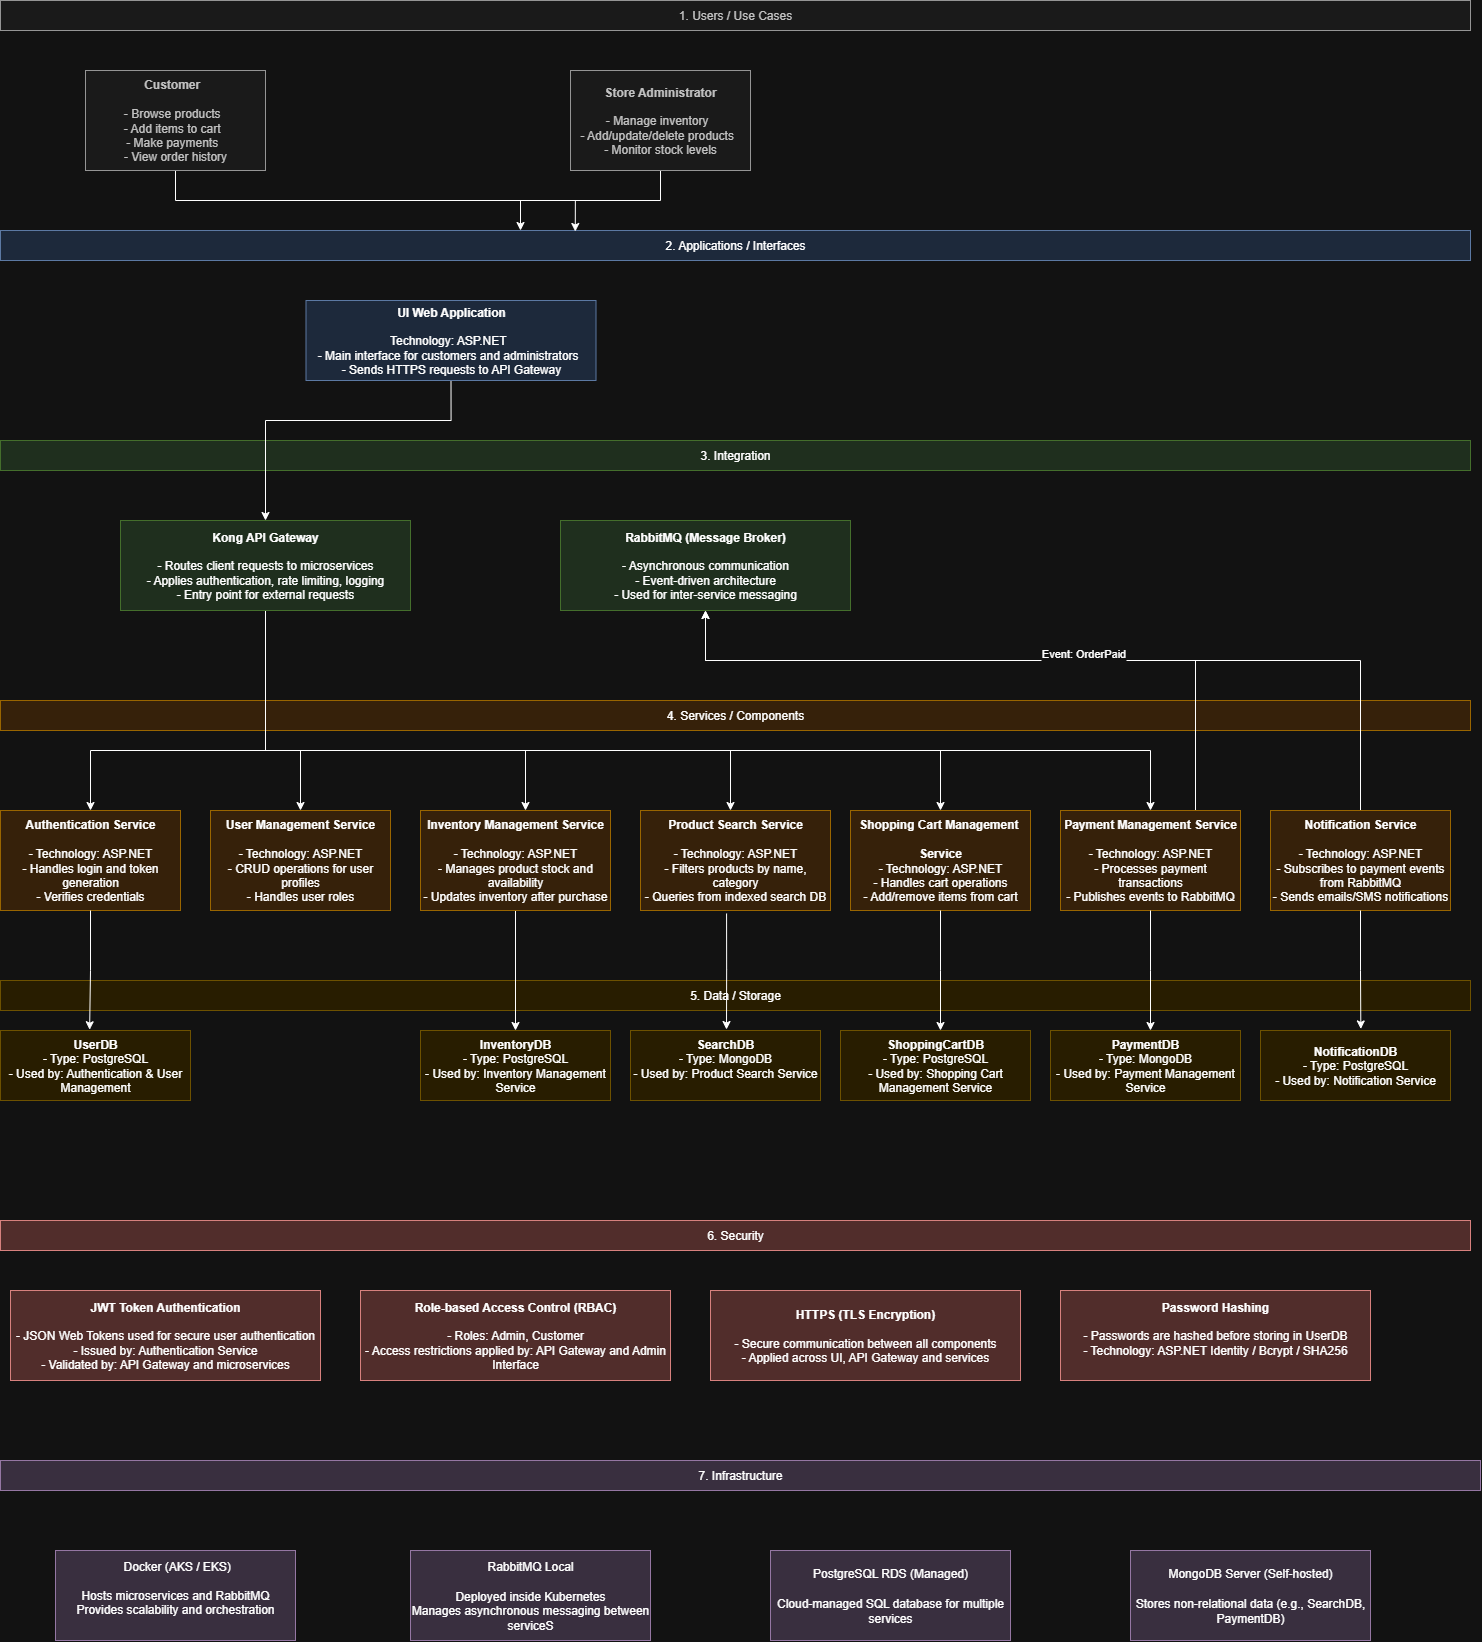 1. Users / Use Cases
Customer
- Browse products
- Add items to cart
- Make payments
- View order history
Store Administrator
- Manage inventory
- Add/update/delete products
- Monitor stock levels
2. Applications / Interfaces
UI Web Application
Technology: ASP.NET
- Main interface for customers and administrators
- Sends HTTPS requests to API Gateway
3. Integration
Kong API Gateway
- Routes client requests to microservices
- Applies authentication, rate limiting, logging
- Entry point for external requests
RabbitMQ (Message Broker)
- Asynchronous communication
- Event-driven architecture
- Used for inter-service messaging
Event: OrderPaid
4. Services / Components
Authentication Service
- Technology: ASP.NET
- Handles login and token
generation
- Verifies credentials
User Management Service
- Technology: ASP.NET
- CRUD operations for user
profiles
- Handles user roles
Inventory Management Service
- Technology: ASP.NET
- Manages product stock and
availability
- Updates inventory after purchase
Product Search Service
- Technology: ASP.NET
- Filters products by name,
category
- Queries from indexed search DB
Shopping Cart Management
Service
- Technology: ASP.NET
- Handles cart operations
- Add/remove items from cart
Payment Management Service
- Technology: ASP.NET
- Processes payment
transactions
- Publishes events to RabbitMQ
Notification Service
- Technology: ASP.NET
- Subscribes to payment events
from RabbitMQ
- Sends emails/SMS notifications
5. Data / Storage
UserDB
- Type: PostgreSQL
- Used by: Authentication & User
Management
InventoryDB
- Type: PostgreSQL
- Used by: Inventory Management
Service
SearchDB
- Type: MongoDB
- Used by: Product Search Service
ShoppingCartDB
- Type: PostgreSQL
- Used by: Shopping Cart
Management Service
PaymentDB
- Type: MongoDB
- Used by: Payment Management
Service
NotificationDB
- Type: PostgreSQL
- Used by: Notification Service
6. Security
JWT Token Authentication
- JSON Web Tokens used for secure user authentication
- Issued by: Authentication Service
- Validated by: API Gateway and microservices
Role-based Access Control (RBAC)
- Roles: Admin, Customer
- Access restrictions applied by: API Gateway and Admin
Interface
HTTPS (TLS Encryption)
- Secure communication between all components
- Applied across UI, API Gateway and services
Password Hashing
- Passwords are hashed before storing in UserDB
- Technology: ASP.NET Identity / Bcrypt / SHA256
7. Infrastructure
Docker (AKS / EKS)
Hosts microservices and RabbitMQ
Provides scalability and orchestration
RabbitMQ Local
Deployed inside Kubernetes
Manages asynchronous messaging between
serviceS
PostgreSQL RDS (Managed)
Cloud-managed SQL database for multiple
services
MongoDB Server (Self-hosted)
Stores non-relational data (e.g., SearchDB,
PaymentDB)